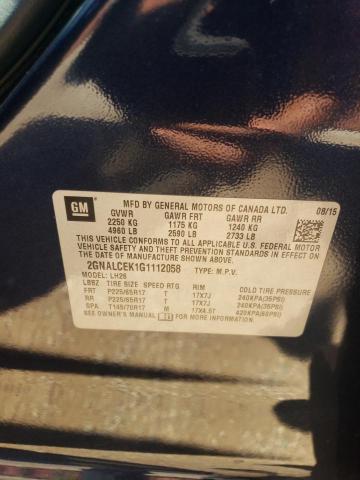 GM
MFD BY GENERAL MOTORS OF CANADA LTD. 08/15
GVWR GAWR FRT GAWR RR
2250 KG 1175 KG 1240 KG
4960 LB 2590 LB 2733 LB
THIS VEHICLE CONFORMS TO ALL APPLICABLE U.S. FEDERAL MOTOR
VEHICLE SAFETY AND THEFT PREVENTION STANDARDS IN EFFECT ON THE
DATE OF MANUFACTURE SHOWN ABOVE.
2GNALCEK1G1112058 TYPE: M.P.V.
MODEL: LH26
LBBZ TIRE SIZE SPEED RTG RIM COLD TIRE PRESSURE
FRT P225/65R17 T 17X7J 240KPA(35PSI)
RR P225/65R17 T 17X7J 240KPA(35PSI)
SPA T145/70R17 M 17X4.5T 420KPA(60PSI)
SEE OWNER'S MANUAL FOR MORE INFORMATION.